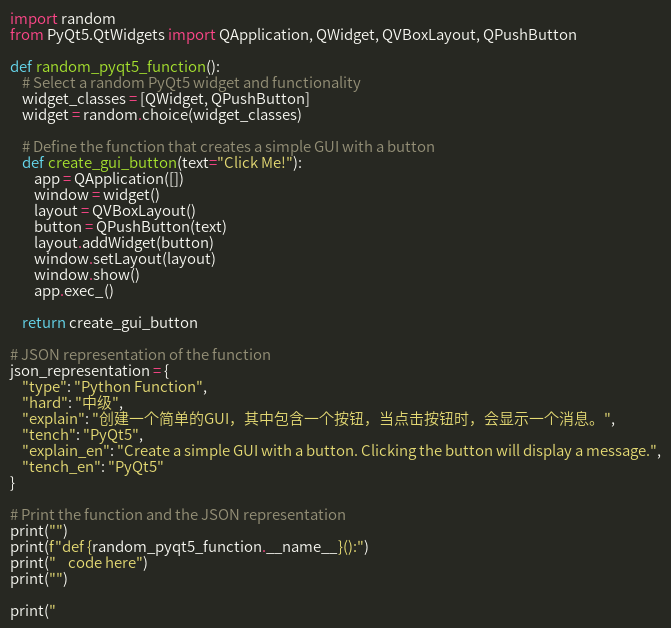 import random
from PyQt5.QtWidgets import QApplication, QWidget, QVBoxLayout, QPushButton

def random_pyqt5_function():
    # Select a random PyQt5 widget and functionality
    widget_classes = [QWidget, QPushButton]
    widget = random.choice(widget_classes)

    # Define the function that creates a simple GUI with a button
    def create_gui_button(text="Click Me!"):
        app = QApplication([])
        window = widget()
        layout = QVBoxLayout()
        button = QPushButton(text)
        layout.addWidget(button)
        window.setLayout(layout)
        window.show()
        app.exec_()

    return create_gui_button

# JSON representation of the function
json_representation = {
    "type": "Python Function",
    "hard": "中级",
    "explain": "创建一个简单的GUI，其中包含一个按钮，当点击按钮时，会显示一个消息。",
    "tench": "PyQt5",
    "explain_en": "Create a simple GUI with a button. Clicking the button will display a message.",
    "tench_en": "PyQt5"
}

# Print the function and the JSON representation
print("")
print(f"def {random_pyqt5_function.__name__}():")
print("    code here")
print("")

print("